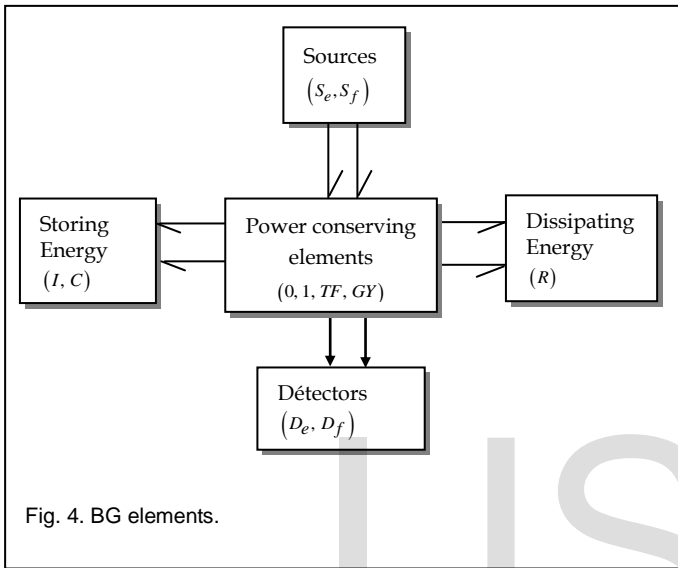 Sources
(Se, Sf)
Storing
Energy
(I, C)
Power conserving
elements
(0, 1, TF, GY)
Dissipating
Energy
(R)
Détectors
(De, Df)
Fig. 4. BG elements.
US